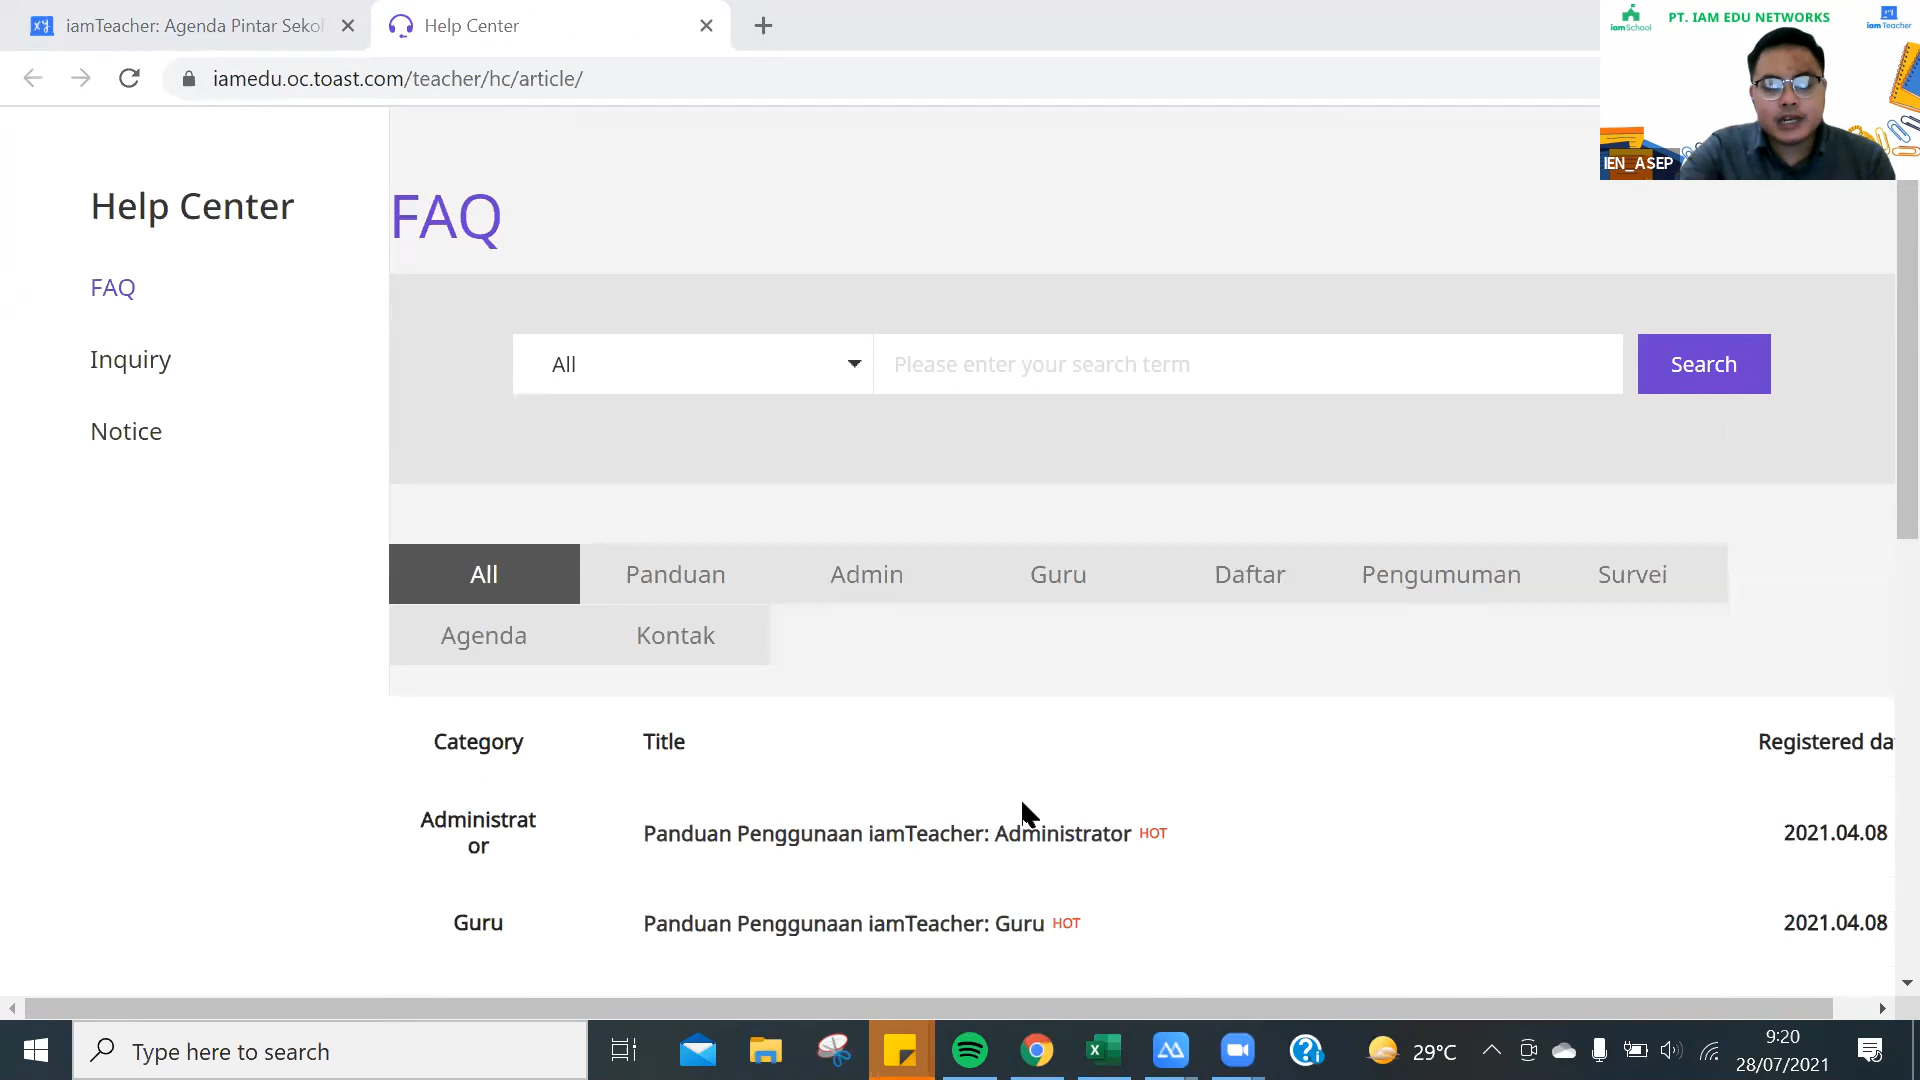 iamTeacher: Agenda Pintar Sekol
Help Center
iamedu.oc.toast.com/teacher/hc/article/
iamSchool
PT. IAM EDU NETWORKS
iam Teacher
IEN_ASEP
Help Center
FAQ
Inquiry
Notice
FAQ
All
Please enter your search term
Search
All
Panduan
Admin
Guru
Daftar
Pengumuman
Survei
Agenda
Kontak
Category
Title
Registered da
Administrat
or
Panduan Penggunaan iamTeacher: Administrator HOT
2021.04.08
Guru
Panduan Penggunaan iamTeacher: Guru HOT
2021.04.08
Type here to search
29°C
9:20
28/07/2021